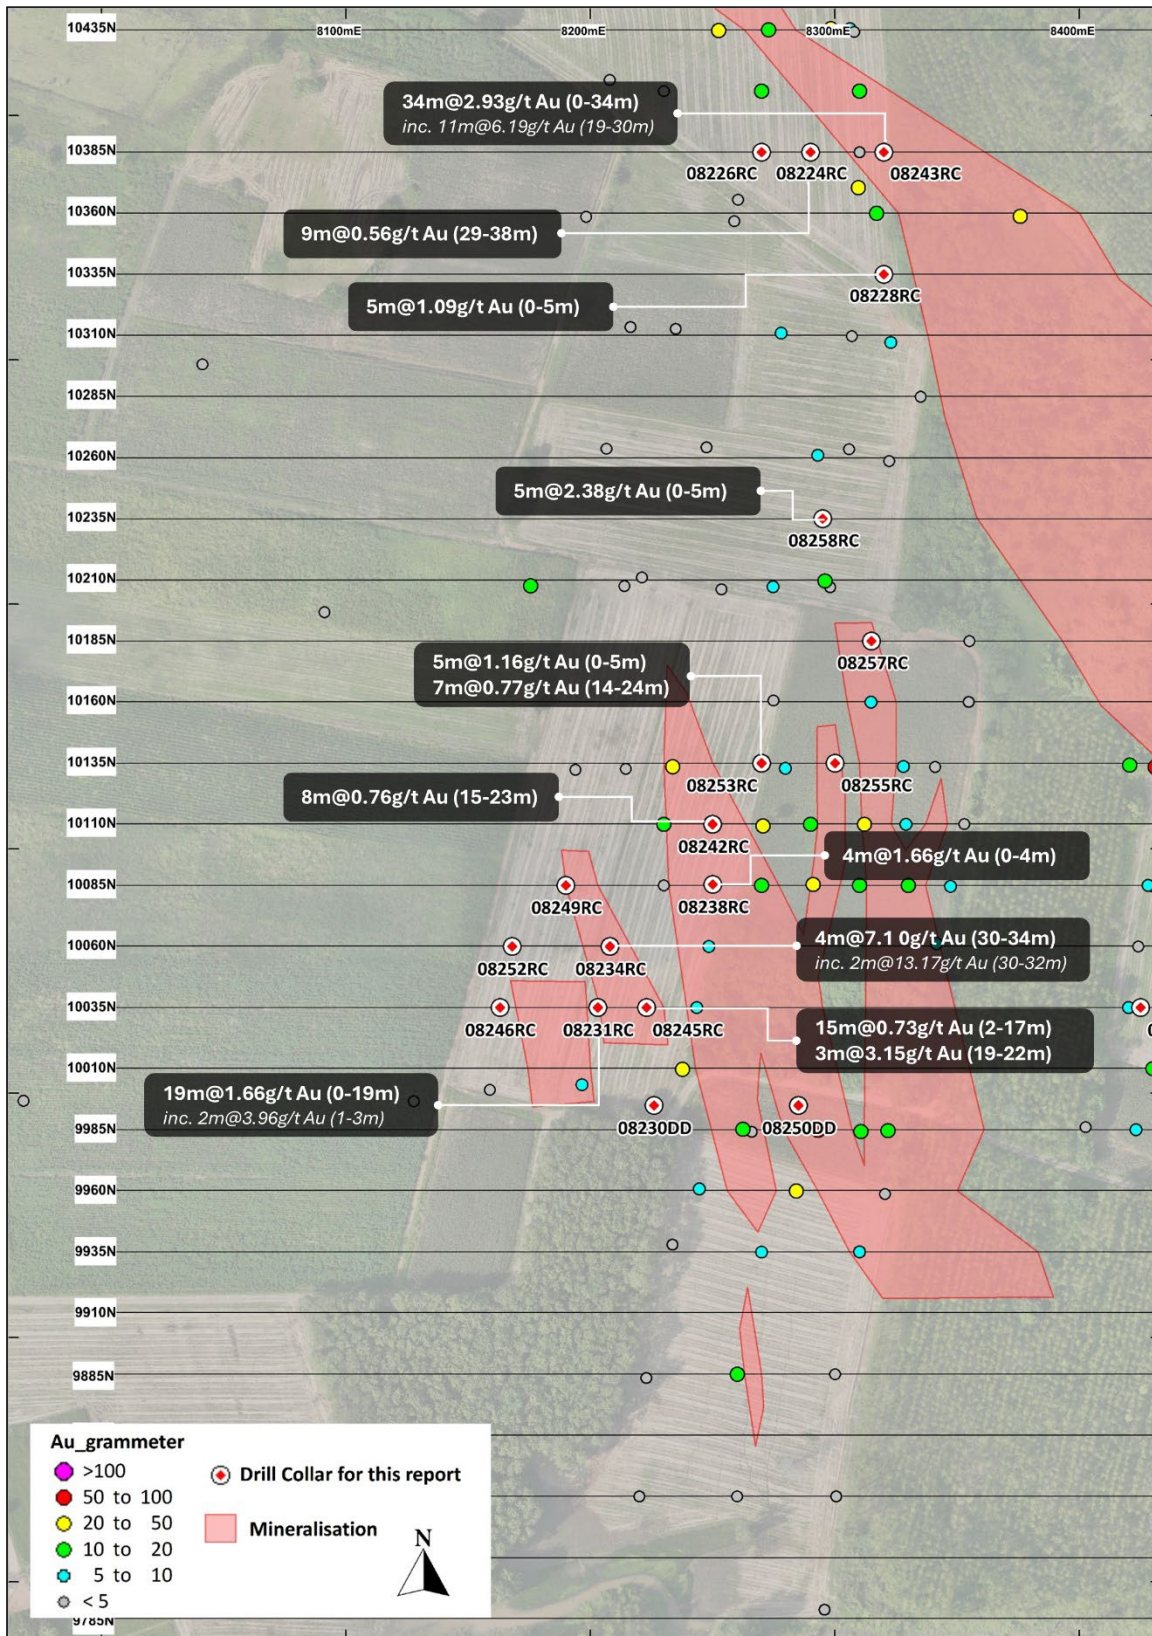 10435N
8100mE
8200mE
8300mE
8400mE
34m@2.93g/t Au (0-34m)
inc. 11m@6.19g/t Au (19-30m)
10385N
08226RC
08224RC
08243RC
10360N
9m@0.56g/t Au (29-38m)
10335N
08228RC
5m@1.09g/t Au (0-5m)
10310N
10285N
10260N
5m@2.38g/t Au (0-5m)
10235N
08258RC
10210N
10185N
08257RC
5m@1.16g/t Au (0-5m)
7m@0.77g/t Au (14-24m)
10160N
10135N
08253RC
08255RC
8m@0.76g/t Au (15-23m)
10110N
08242RC
4m@1.66g/t Au (0-4m)
10085N
08249RC
08238RC
10060N
08252RC
08234RC
4m@7.1 0g/t Au (30-34m)
inc. 2m@13.17g/t Au (30-32m)
10035N
08246RC
08231RC
08245RC
0
15m@0.73g/t Au (2-17m)
3m@3.15g/t Au (19-22m)
10010N
19m@1.66g/t Au (0-19m)
inc. 2m@3.96g/t Au (1-3m)
08230DD
08250DD
9985N
9960N
9935N
9910N
9885N
Au_grammeter
>100
50 to 100
20 to 50
10 to 20
5 to 10
< 5
Drill Collar for this report
Mineralisation
N
9785N